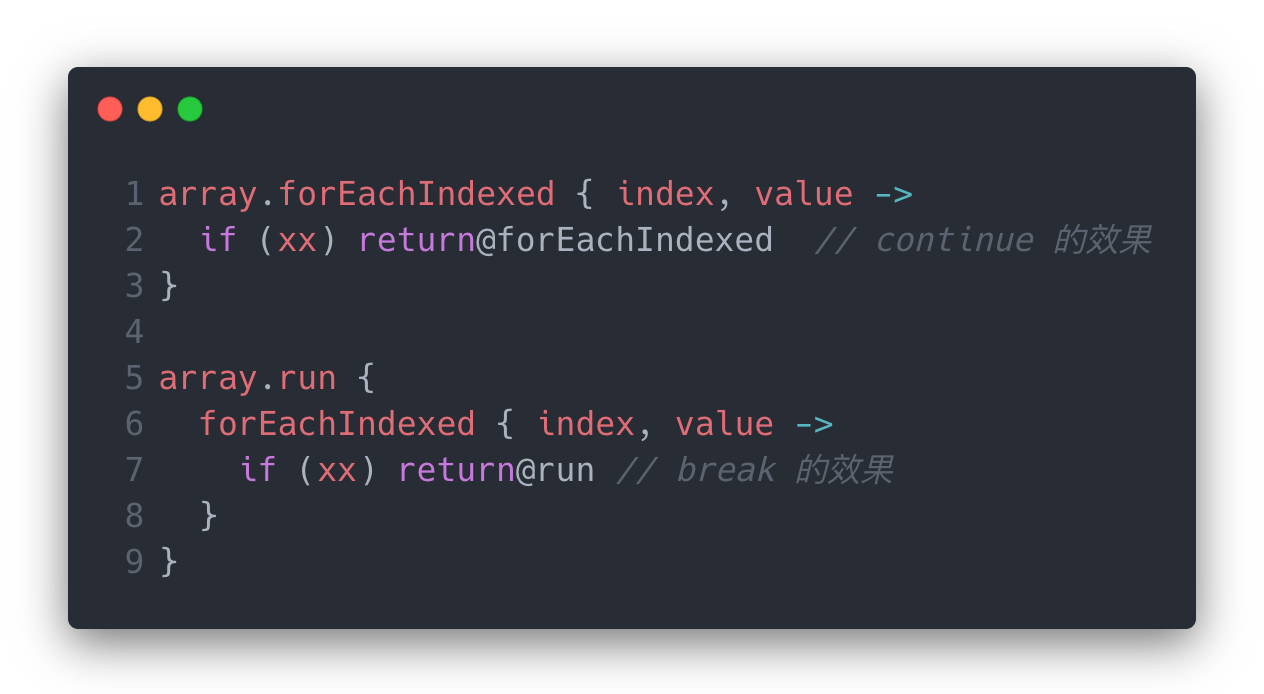 1 array.forEachIndexed { index, value ->
2   if (xx) return@forEachIndexed  // continue 的效果
3 }
4
5 array.run {
6   forEachIndexed { index, value ->
7     if (xx) return@run // break 的效果
8   }
9 }